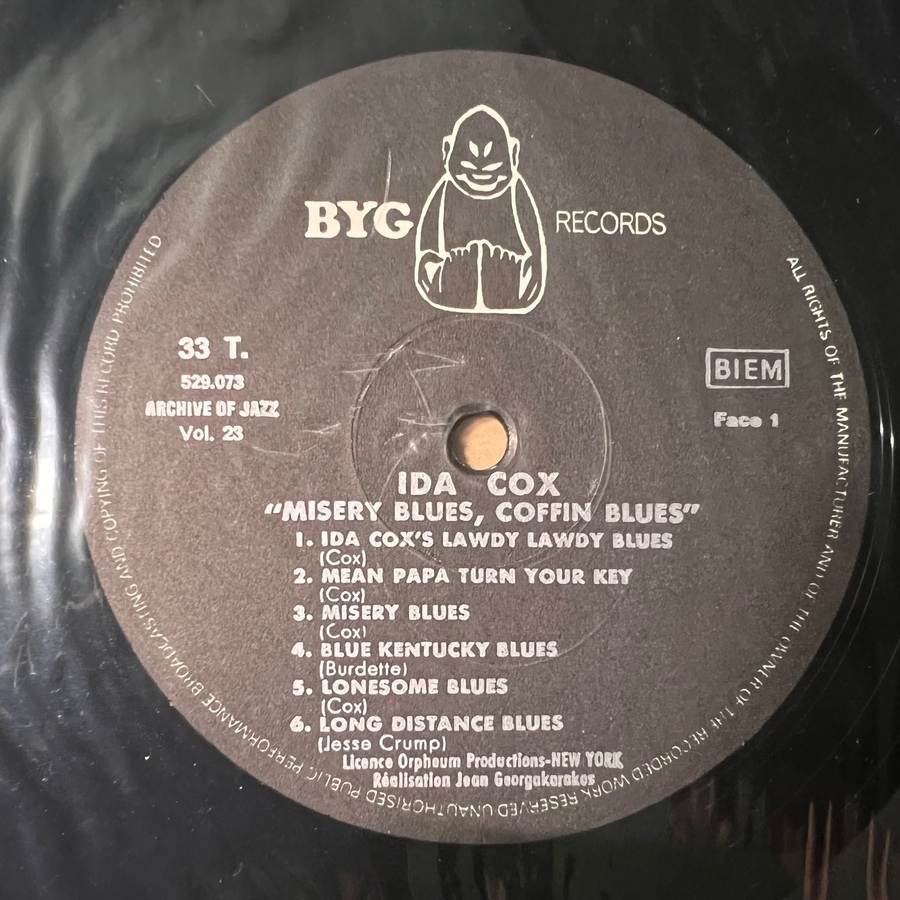 BYG RECORDS
33 T.
529.073
ARCHIVE OF JAZZ
Vol. 23
BIEM
Face 1
IDA COX
"MISERY BLUES, COFFIN BLUES"
1. IDA COX'S LAWDY LAWDY BLUES
(Cox)
2. MEAN PAPA TURN YOUR KEY
(Cox)
3. MISERY BLUES
(Cox)
4. BLUE KENTUCKY BLUES
(Burdette)
5. LONESOME BLUES
(Cox)
6. LONG DISTANCE BLUES
(Jesse Crump)
Licence Orpheum Productions-NEW YORK
Réalisation Jean Georgakarakos
ALL RIGHTS OF THE MANUFACTURER AND OF THE OWNER OF THE RECORDED WORK RESERVED UNAUTHORISED PUBLIC PERFORMANCE BROADCASTING AND COPYING OF THIS RECORD PROHIBITED